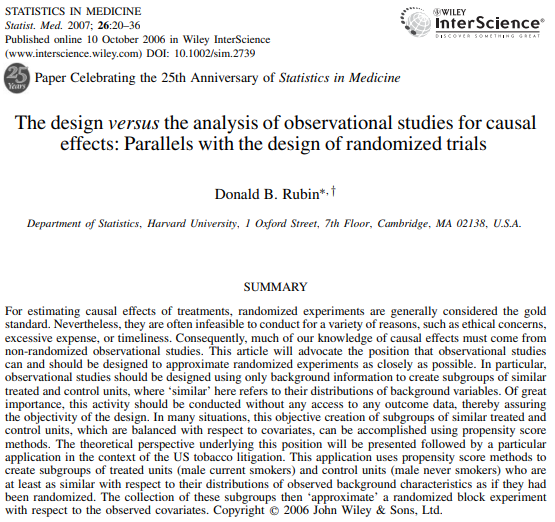 STATISTICS IN MEDICINE
Statist. Med. 2007; 26:20–36
Published online 10 October 2006 in Wiley InterScience
(www.interscience.wiley.com) DOI: 10.1002/sim.2739
WILEY
InterScience®
DISCOVER SOMETHING GREAT
25
Years
Paper Celebrating the 25th Anniversary of Statistics in Medicine
The design versus the analysis of observational studies for causal
effects: Parallels with the design of randomized trials
Donald B. Rubin*,†
Department of Statistics, Harvard University, 1 Oxford Street, 7th Floor, Cambridge, MA 02138, U.S.A.
SUMMARY
For estimating causal effects of treatments, randomized experiments are generally considered the gold
standard. Nevertheless, they are often infeasible to conduct for a variety of reasons, such as ethical concerns,
excessive expense, or timeliness. Consequently, much of our knowledge of causal effects must come from
non-randomized observational studies. This article will advocate the position that observational studies
can and should be designed to approximate randomized experiments as closely as possible. In particular,
observational studies should be designed using only background information to create subgroups of similar
treated and control units, where ‘similar’ here refers to their distributions of background variables. Of great
importance, this activity should be conducted without any access to any outcome data, thereby assuring
the objectivity of the design. In many situations, this objective creation of subgroups of similar treated and
control units, which are balanced with respect to covariates, can be accomplished using propensity score
methods. The theoretical perspective underlying this position will be presented followed by a particular
application in the context of the US tobacco litigation. This application uses propensity score methods to
create subgroups of treated units (male current smokers) and control units (male never smokers) who are
at least as similar with respect to their distributions of observed background characteristics as if they had
been randomized. The collection of these subgroups then ‘approximate’ a randomized block experiment
with respect to the observed covariates. Copyright © 2006 John Wiley & Sons, Ltd.